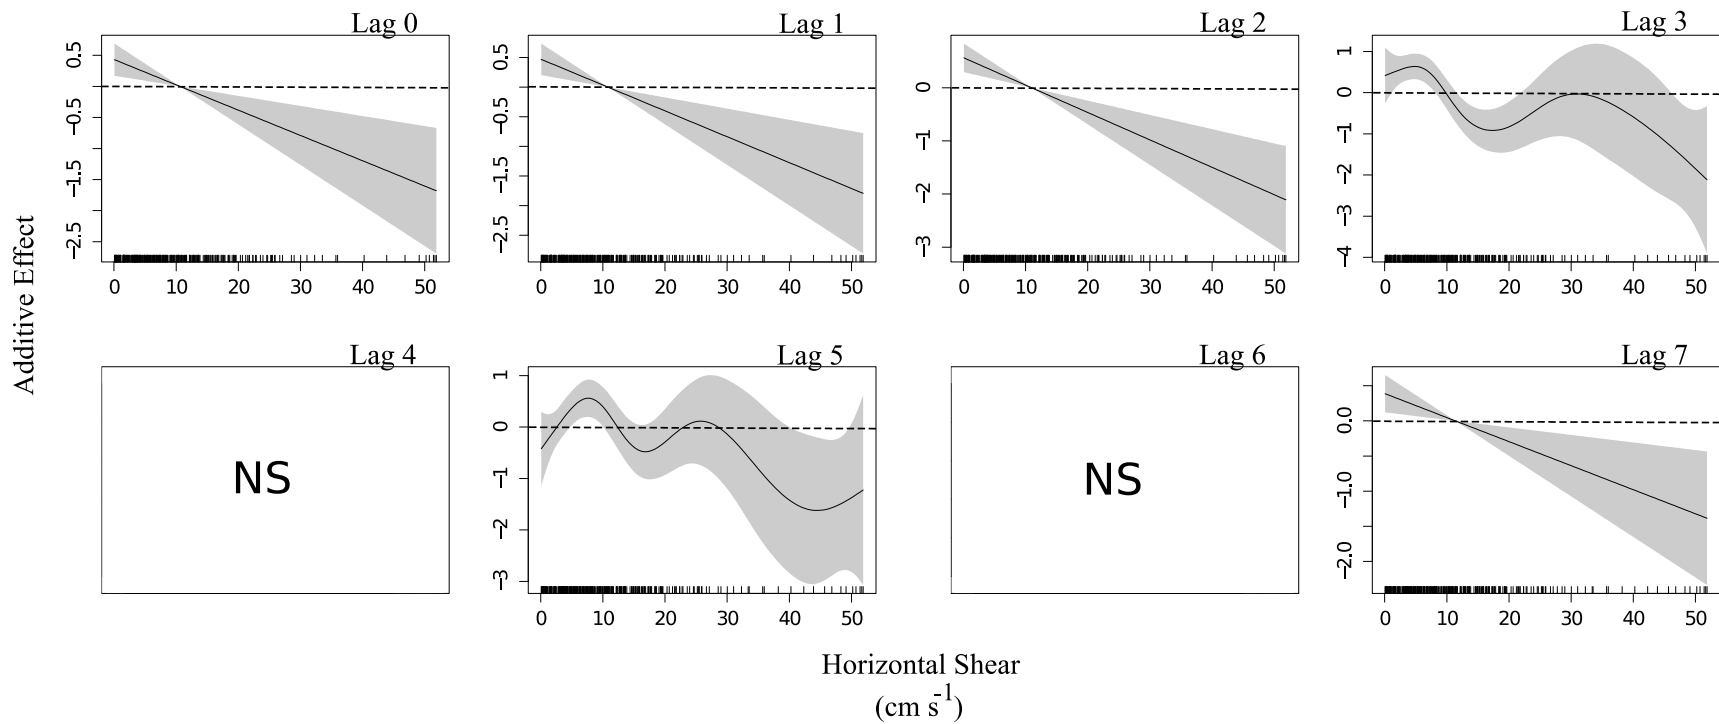 Lag 0
Lag 1
Lag 2
Lag 3
0.5
−0.5
−1.5
−2.5
0 10 20 30 40 50
0.5
−0.5
−1.5
−2.5
0 10 20 30 40 50
0
−1
−2
−3
0 10 20 30 40 50
1
0
−1
−2
−3
−4
0 10 20 30 40 50
Additive Effect
Lag 4
Lag 5
Lag 6
Lag 7
NS
1
0
−1
−2
−3
0 10 20 30 40 50
NS
0.0
−1.0
−2.0
0 10 20 30 40 50
Horizontal Shear
(cm s-1)